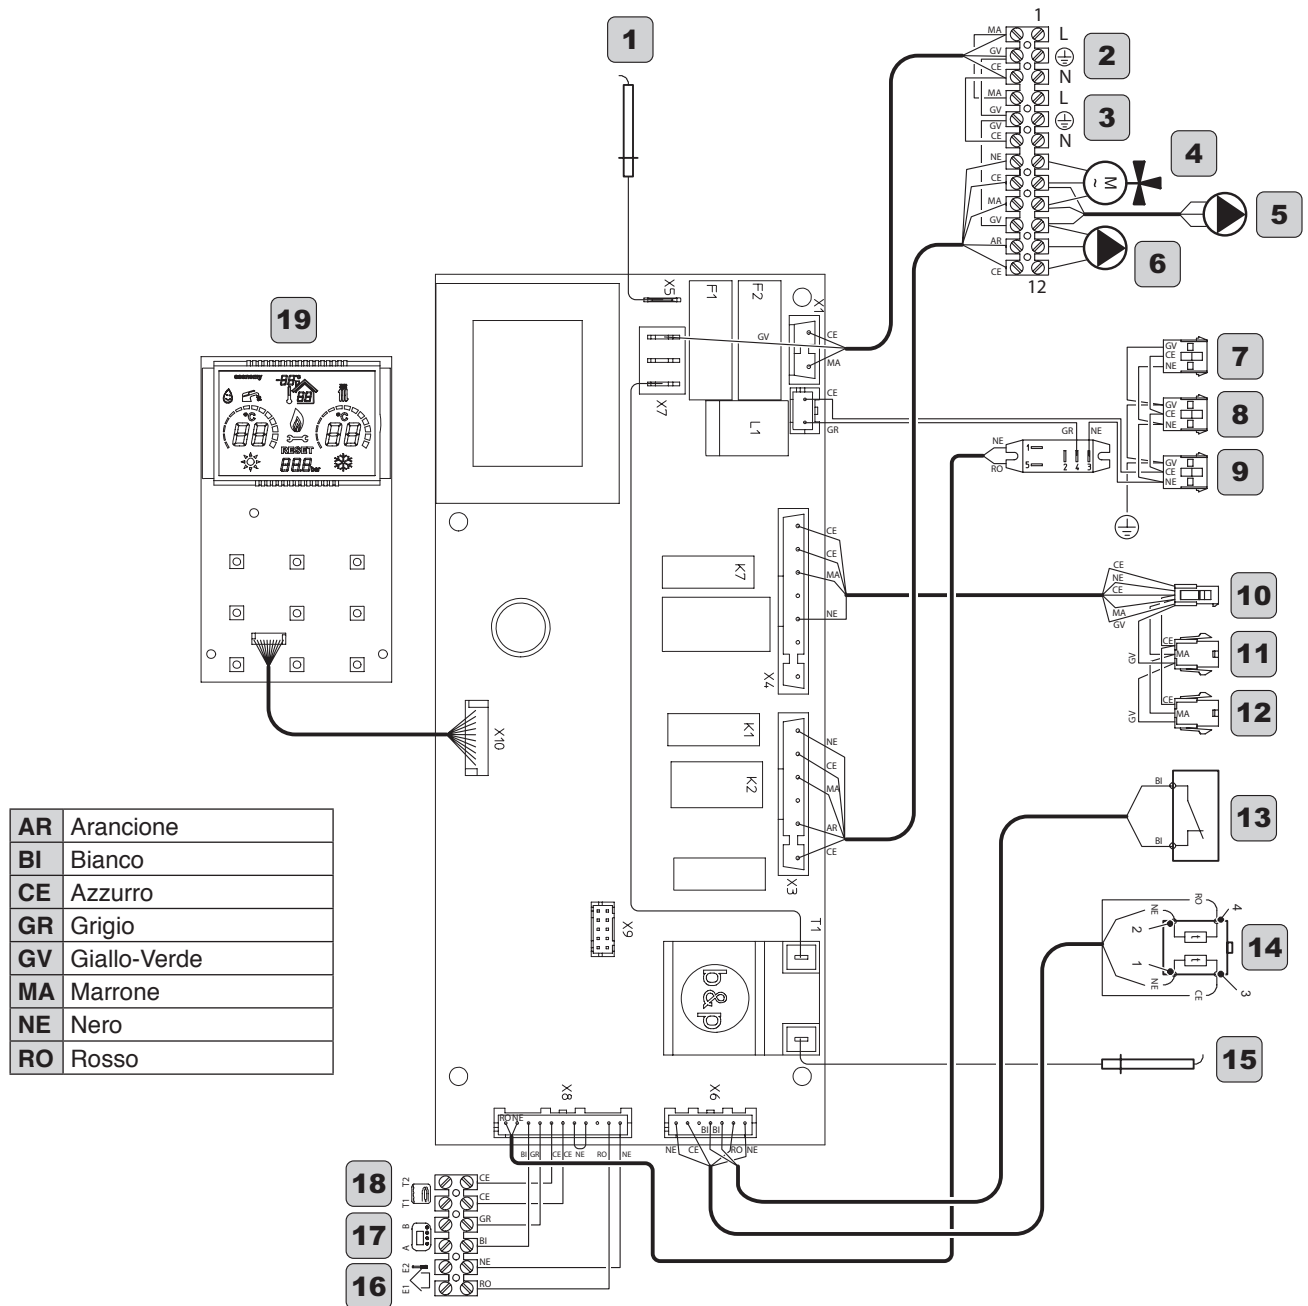 1
1
MA
L
GV
2
CE
N
MA
L
GV
3
GV
CE
N
NE
4
CE
M
~
MA
5
GV
AR
6
CE
12
19
X5
F1
F2
X1
GV
CE
MA
X7
L1
CE
GR
economy
°C
°C
88
88
RESET
88.8 bar
NE
RO
1
5
2
4
3
GR
NE
GV
CE
NE
7
GV
CE
NE
8
GV
CE
NE
9
K7
CE
CE
MA
NE
X4
CE
NE
CE
MA
GV
10
CE
MA
GV
11
CE
MA
GV
12
X10
K1
K2
NE
CE
MA
AR
CE
X3
BI
BI
13
AR Arancione
BI Bianco
CE Azzurro
GR Grigio
GV Giallo-Verde
MA Marrone
NE Nero
RO Rosso
X9
T1
b&p
RO
4
NE
2
t
t
1
NE
CE
3
14
15
X8
X6
RO NE
BI GR CE CE NE RO NE
BI BI
NE CE RO NE
18
T2
T1
CE
CE
17
B
A
GR
BI
16
E2
E1
NE
RO